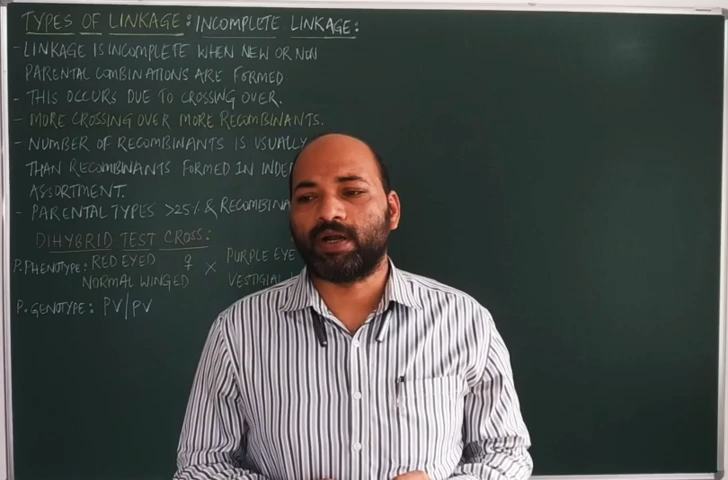 TYPES OF LINKAGE: INCOMPLETE LINKAGE:
- LINKAGE IS INCOMPLETE WHEN NEW OR NON
PARENTAL COMBINATIONS ARE FORMED
- THIS OCCURS DUE TO CROSSING OVER.
- MORE CROSSING OVER MORE RECOMBINANTS.
- NUMBER OF RECOMBINANTS IS USUALLY
THAN RECOMBINANTS FORMED IN INDE
ASSORTMENT.
- PARENTAL TYPES >25% & RECOMBINA
DIHYBRID TEST CROSS:
P.PHENOTYPE: RED EYED ♀ × PURPLE EYE
NORMAL WINGED VESTIGIAL
P.GENOTYPE: PV/PV